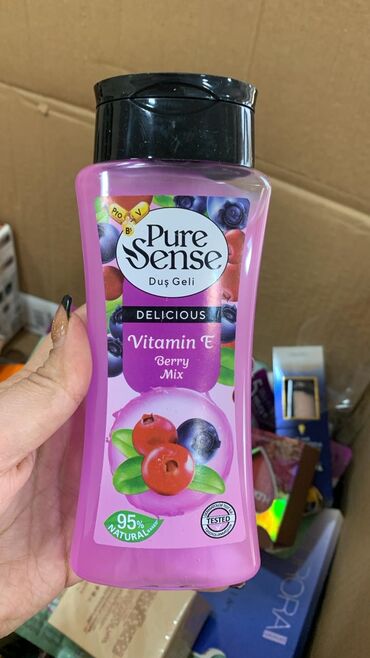 Pro
V
B5
Pure
Sense
Duş Geli
DELICIOUS
Vitamin E
Berry
Mix
95%
NATURAL
TESTED